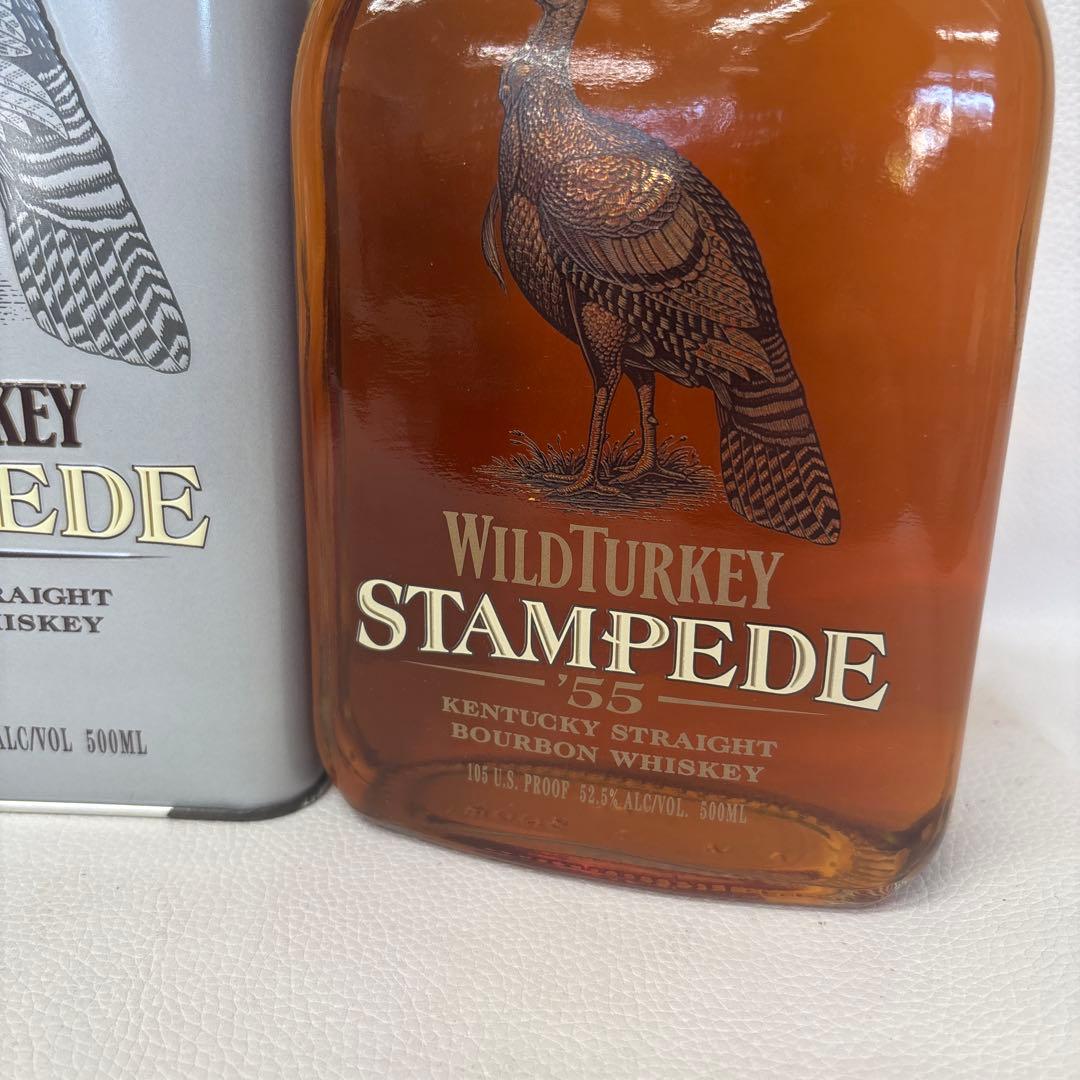 KEY
EDE
RAIGHT
HISKEY
ALC/VOL 500ML
WILD TURKEY
STAMPEDE
'55
KENTUCKY STRAIGHT
BOURBON WHISKEY
105 U.S. PROOF 52.5% ALC/VOL. 500ML